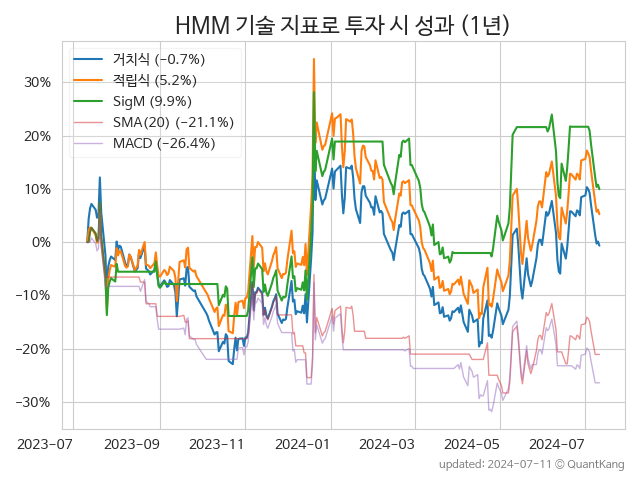 HMM 기술 지표로 투자 시 성과 (1년)
거치식 (−0.7%)
적립식 (5.2%)
SigM (9.9%)
SMA(20) (−21.1%)
MACD (−26.4%)
30%
20%
10%
0%
−10%
−20%
−30%
2023-07 2023-09 2023-11 2024-01 2024-03 2024-05 2024-07
updated: 2024-07-11 © QuantKang